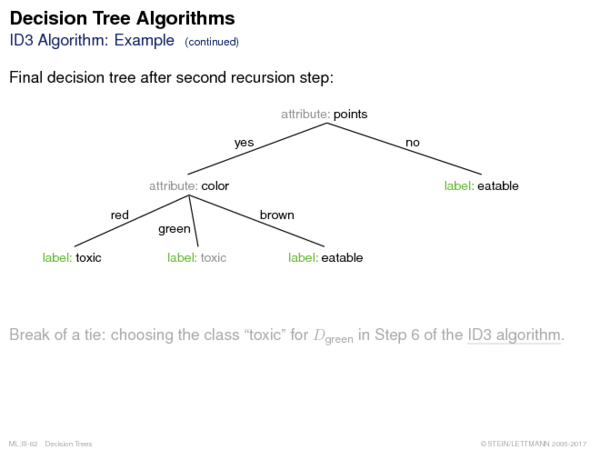 Decision Tree Algorithms
ID3 Algorithm: Example (continued)
Final decision tree after second recursion step:
attribute: points
yes
no
attribute: color
label: eatable
red
green
brown
label: toxic
label: toxic
label: eatable
Break of a tie: choosing the class “toxic” for D_green in Step 6 of the ID3 algorithm.
ML:III-62 Decision Trees
© STEIN/LETTMANN 2005-2017